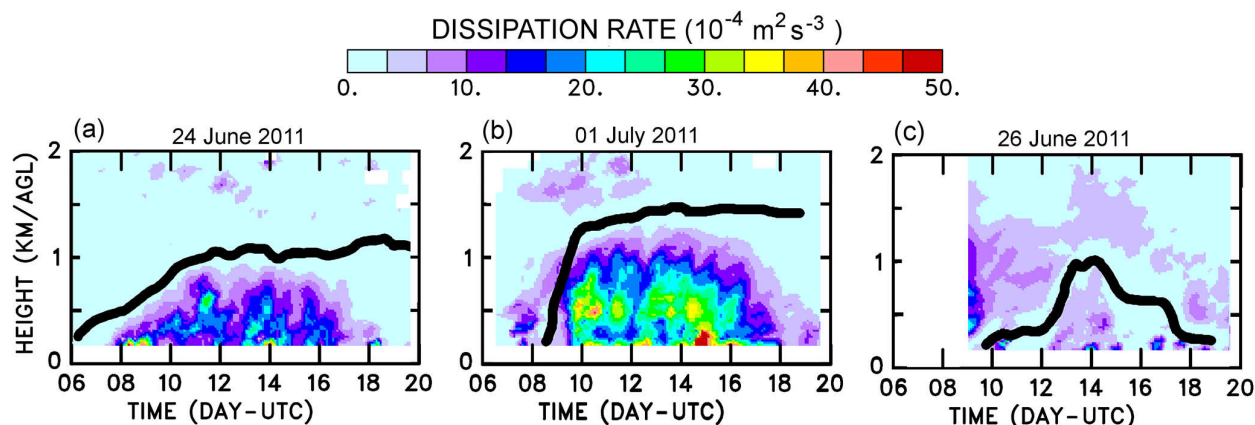 DISSIPATION RATE (10⁻⁴ m² s⁻³)
0. 10. 20. 30. 40. 50.
(a) 24 June 2011
(b) 01 July 2011
(c) 26 June 2011
HEIGHT (KM/AGL)
2
1
0
06 08 10 12 14 16 18 20
TIME (DAY-UTC)
2
1
0
06 08 10 12 14 16 18 20
TIME (DAY-UTC)
2
1
0
06 08 10 12 14 16 18 20
TIME (DAY-UTC)